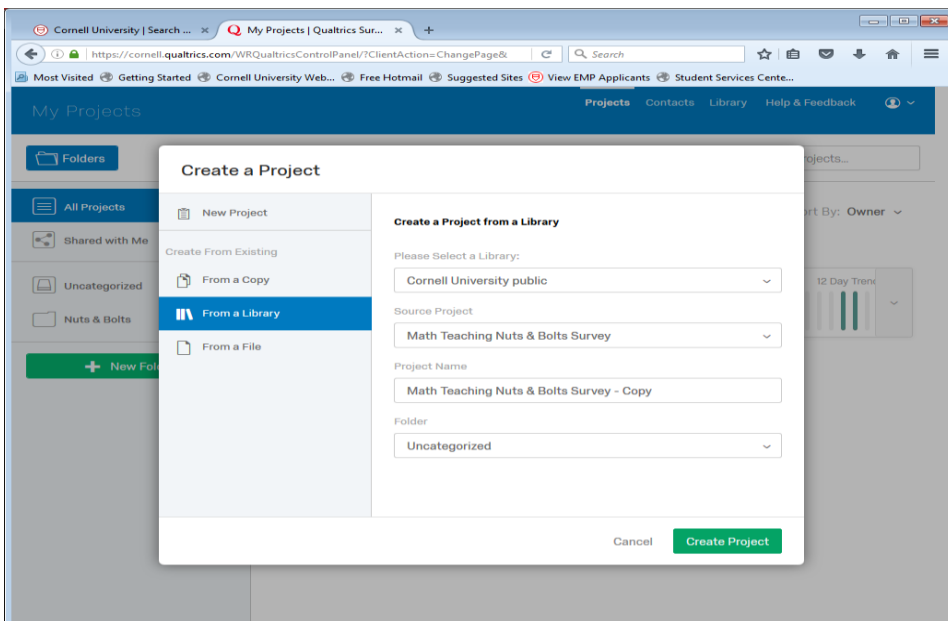 Cornell University | Search ... × My Projects | Qualtrics Sur... × +
https://cornell.qualtrics.com/WRQualtricsControlPanel/?ClientAction=ChangePage& Search
Most Visited Getting Started Cornell University Web... Free Hotmail Suggested Sites View EMP Applicants Student Services Cente...
My Projects Projects Contacts Library Help & Feedback
Folders ojects...
Create a Project
All Projects New Project rt By: Owner
Create a Project from a Library
Shared with Me
Create From Existing Please Select a Library:
Uncategorized From a Copy Cornell University public 12 Day Trend
From a Library Source Project
Nuts & Bolts
Math Teaching Nuts & Bolts Survey
From a File
New Fol Project Name
Math Teaching Nuts & Bolts Survey - Copy
Folder
Uncategorized
Cancel Create Project